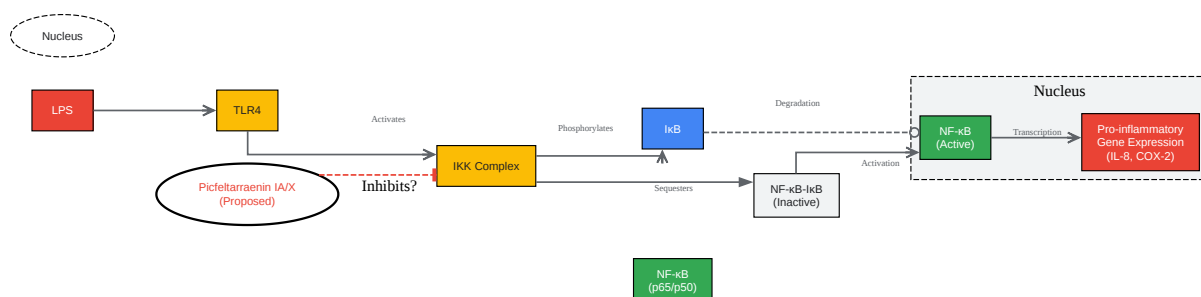 Nucleus
LPS
TLR4
Activates
Picfeltarraenin IA/X
(Proposed)
Inhibits?
IKK Complex
Phosphorylates
IκB
Sequesters
NF-κB-IκB
(Inactive)
Degradation
Activation
Nucleus
NF-κB
(Active)
Transcription
Pro-inflammatory
Gene Expression
(IL-8, COX-2)
NF-κB
(p65/p50)